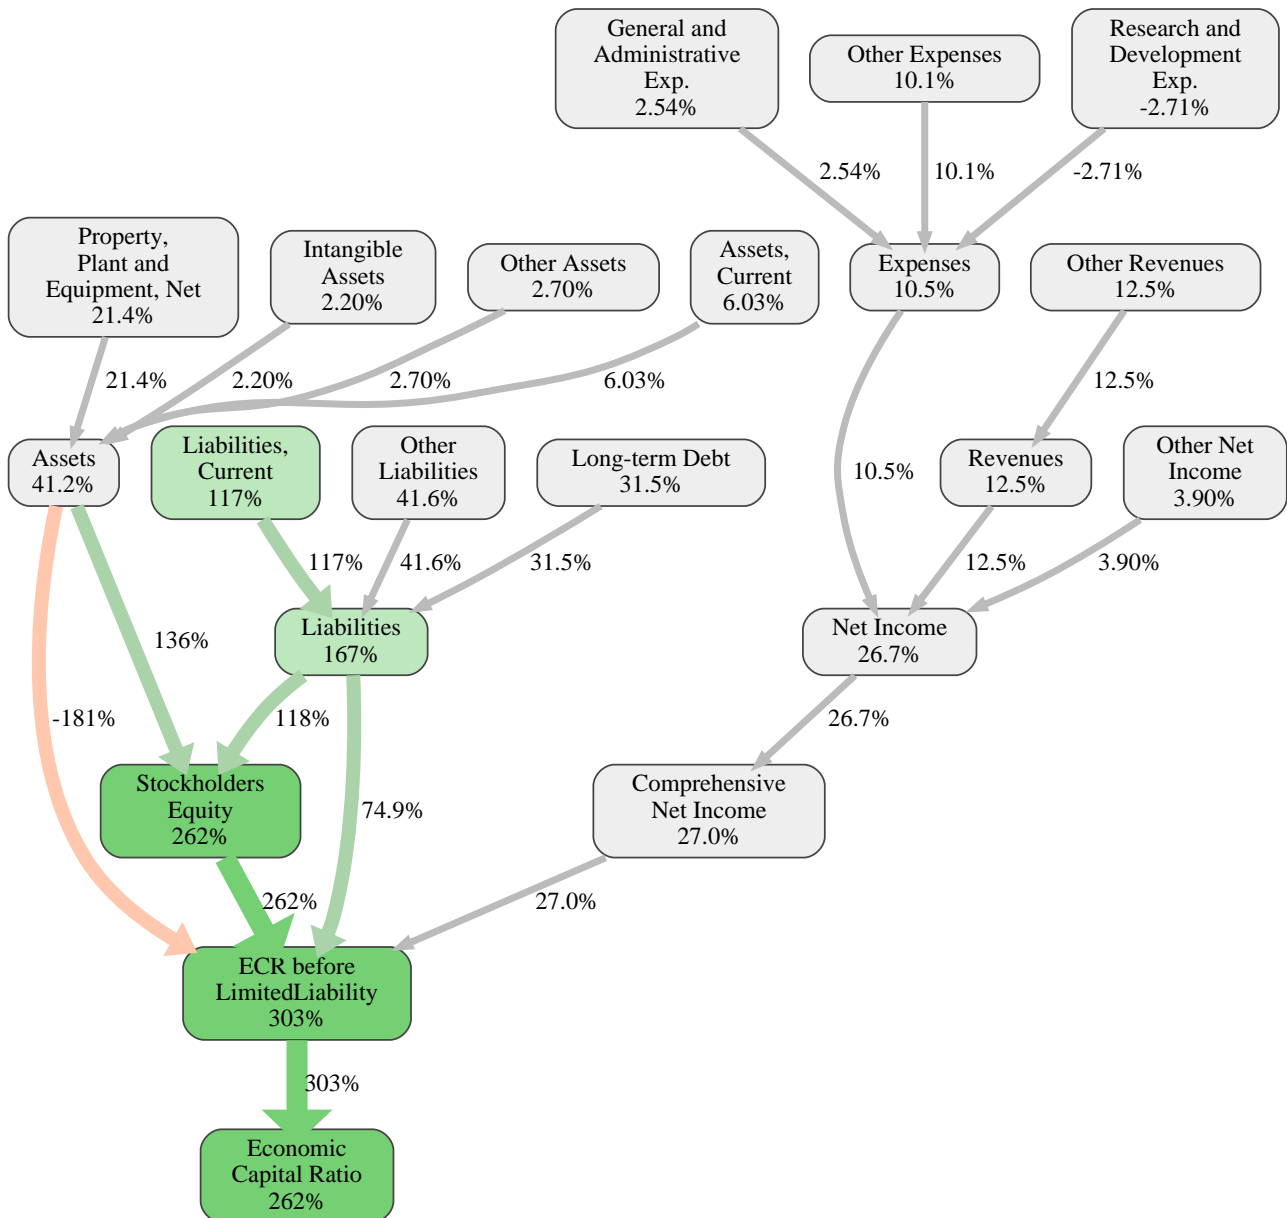 General and
Administrative
Exp.
2.54%
Other Expenses
10.1%
Research and
Development
Exp.
-2.71%
2.54%
10.1%
-2.71%
Property,
Plant and
Equipment, Net
21.4%
Intangible
Assets
2.20%
Other Assets
2.70%
Assets,
Current
6.03%
Expenses
10.5%
Other Revenues
12.5%
21.4%
2.20%
2.70%
6.03%
12.5%
Assets
41.2%
Liabilities,
Current
117%
Other
Liabilities
41.6%
Long-term Debt
31.5%
10.5%
Revenues
12.5%
Other Net
Income
3.90%
117%
41.6%
31.5%
12.5%
3.90%
136%
Liabilities
167%
Net Income
26.7%
-181%
118%
26.7%
Stockholders
Equity
262%
74.9%
Comprehensive
Net Income
27.0%
262%
27.0%
ECR before
LimitedLiability
303%
303%
Economic
Capital Ratio
262%